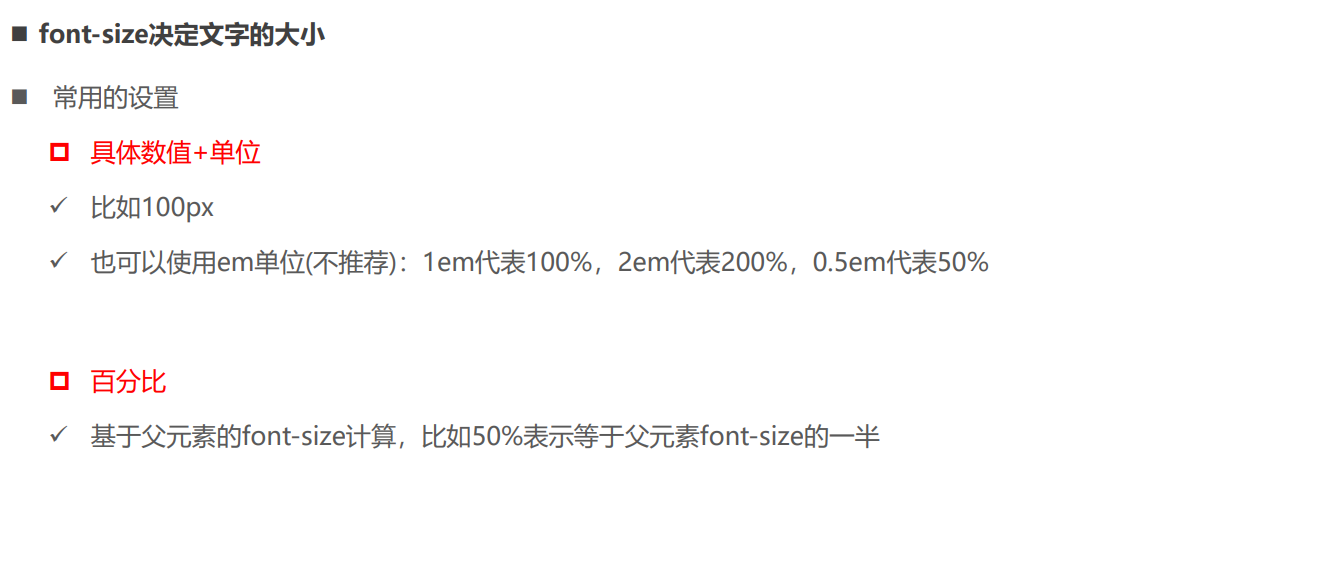 font-size决定文字的大小
常用的设置
具体数值+单位
比如100px
也可以使用em单位(不推荐)：1em代表100%，2em代表200%，0.5em代表50%
百分比
基于父元素的font-size计算，比如50%表示等于父元素font-size的一半